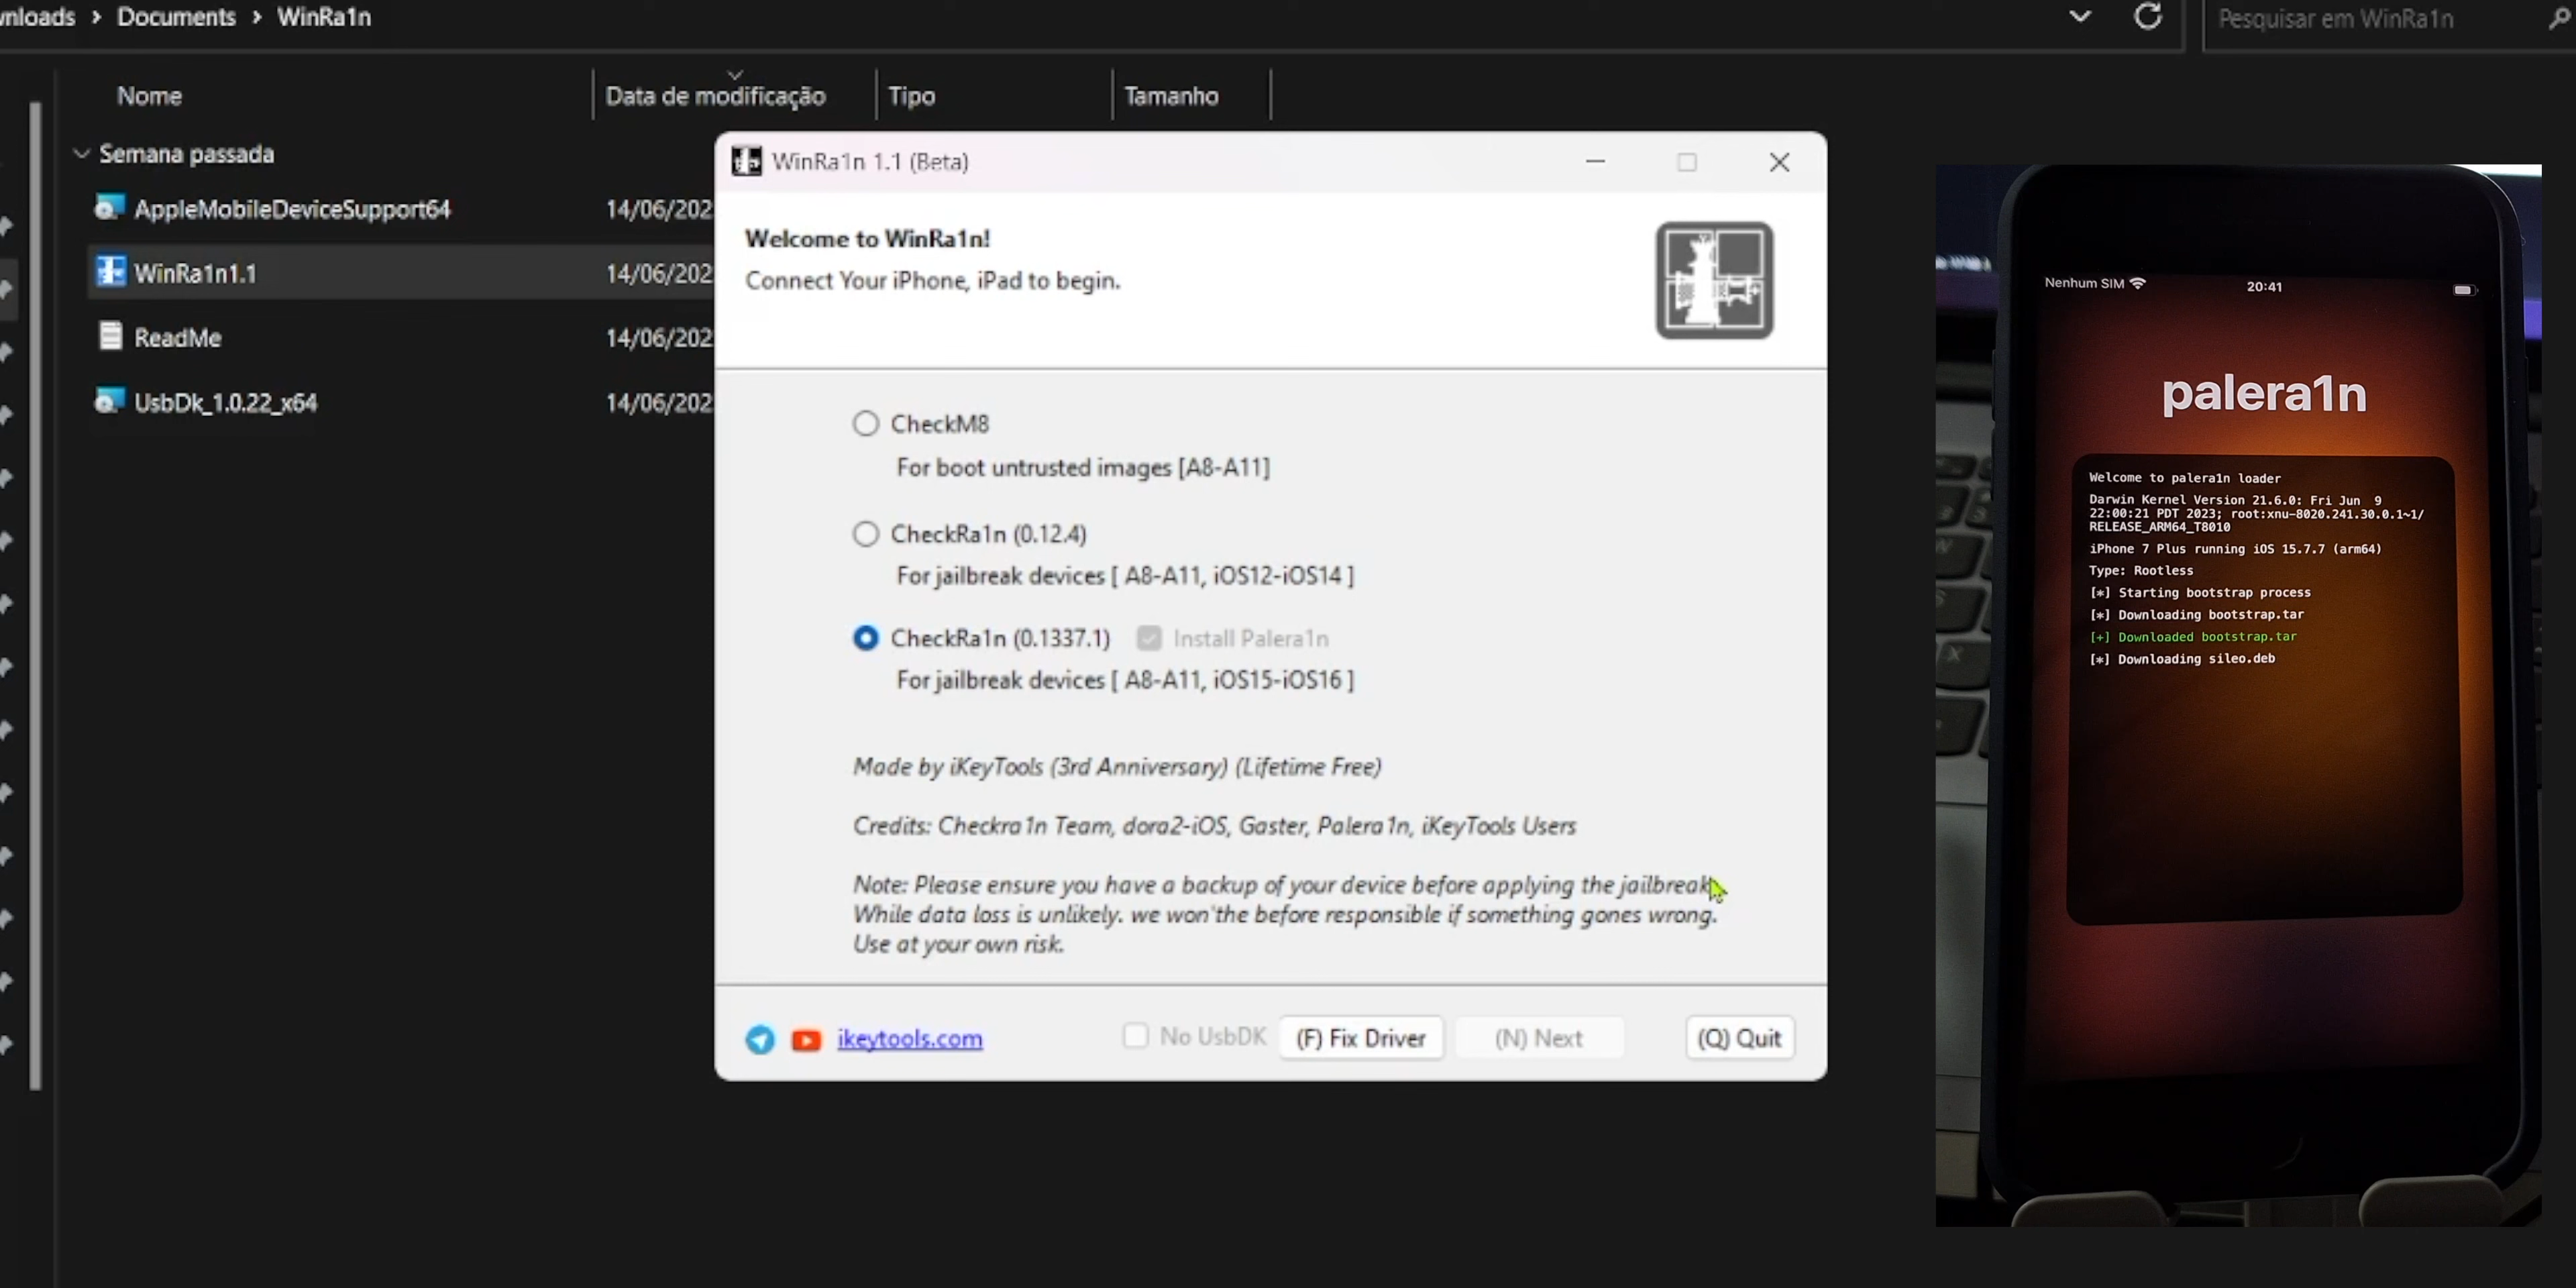 Documents > WinRa1n
Pesquisar em WinRa1n
Nome
Data de modificação
Tipo
Tamanho
Semana passada
AppleMobileDeviceSupport64
14/06/202
WinRa1n1.1
14/06/202
ReadMe
14/06/202
UsbDk_1.0.22_x64
14/06/202
WinRa1n 1.1 (Beta)
Welcome to WinRa1n!
Connect Your iPhone, iPad to begin.
CheckM8
For boot untrusted images [A8-A11]
CheckRa1n (0.12.4)
For jailbreak devices [ A8-A11, iOS12-iOS14 ]
CheckRa1n (0.1337.1)
Install Palera1n
For jailbreak devices [ A8-A11, iOS15-iOS16 ]
Made by iKeyTools (3rd Anniversary) (Lifetime Free)
Credits: Checkra1n Team, dora2-iOS, Gaster, Palera1n, iKeyTools Users
Note: Please ensure you have a backup of your device before applying the jailbreak
While data loss is unlikely. we won'the before responsible if something gones wrong.
Use at your own risk.
ikeytools.com
No UsbDK
(F) Fix Driver
(N) Next
(Q) Quit
Nenhum SIM
20:41
palera1n
Welcome to palera1n loader
Darwin Kernel Version 21.6.0: Fri Jun 9
22:00:21 PDT 2023; root:xnu-8020.241.30.0.1~1/
RELEASE_ARM64_T8010
iPhone 7 Plus running iOS 15.7.7 (arm64)
Type: Rootless
[*] Starting bootstrap process
[*] Downloading bootstrap.tar
[+] Downloaded bootstrap.tar
[*] Downloading sileo.deb